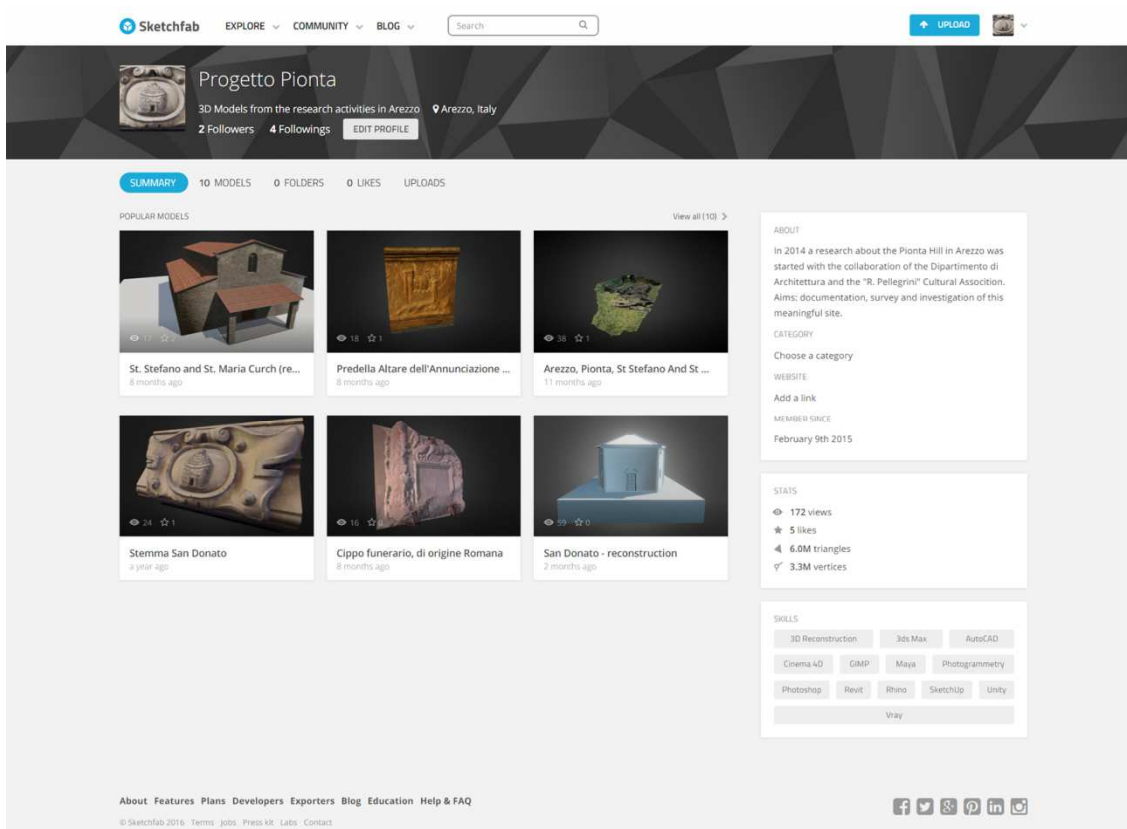 Sketchfab EXPLORE COMMUNITY BLOG Search UPLOAD
Progetto Pionta
3D Models from the research activities in Arezzo Arezzo, Italy
2 Followers 4 Followings EDIT PROFILE
SUMMARY 10 MODELS 0 FOLDERS 0 LIKES UPLOADS
POPULAR MODELS View all (10)
17 2
18 1
38 1
St. Stefano and St. Maria Curch (re...
8 months ago
Predella Altare dell'Annunciazione ...
8 months ago
Arezzo, Pionta, St Stefano And St ...
11 months ago
24 1
16 0
59 0
Stemma San Donato
a year ago
Cippo funerario, di origine Romana
8 months ago
San Donato - reconstruction
2 months ago
ABOUT
In 2014 a research about the Pionta Hill in Arezzo was
started with the collaboration of the Dipartimento di
Architettura and the "R. Pellegrini" Cultural Assocition.
Aims: documentation, survey and investigation of this
meaningful site.
CATEGORY
Choose a category
WEBSITE
Add a link
MEMBER SINCE
February 9th 2015
STATS
172 views
5 likes
6.0M triangles
3.3M vertices
SKILLS
3D Reconstruction 3ds Max AutoCAD
Cinema 4D GIMP Maya Photogrammetry
Photoshop Revit Rhino SketchUp Unity
Vray
About Features Plans Developers Exporters Blog Education Help & FAQ
© Sketchfab 2016 Terms Jobs Press kit Labs Contact